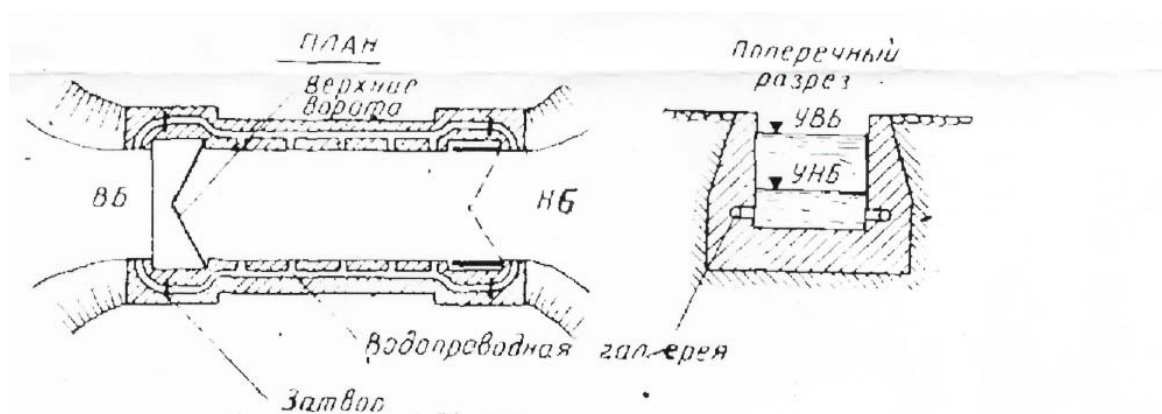 ПЛАН
Верхние
ворота
ВБ
НБ
Водопроводная галерея
Затвор
Поперечный
разрез
УВБ
УНБ